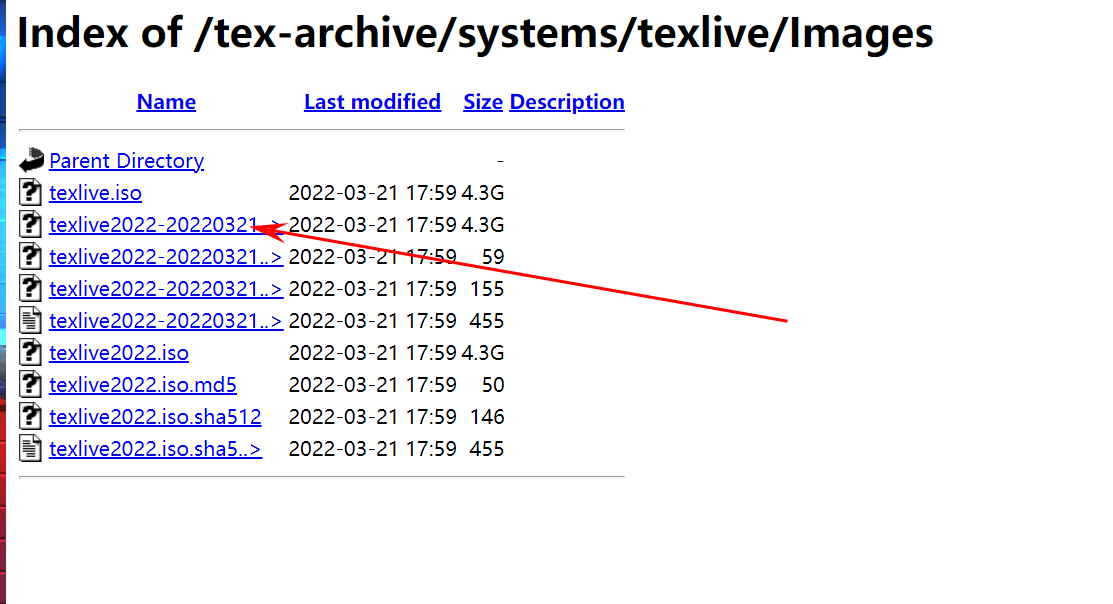 Index of /tex-archive/systems/texlive/Images
Name Last modified Size Description
Parent Directory -
texlive.iso 2022-03-21 17:59 4.3G
texlive2022-20220321..> 2022-03-21 17:59 4.3G
texlive2022-20220321..> 2022-03-21 17:59 59
texlive2022-20220321..> 2022-03-21 17:59 155
texlive2022-20220321..> 2022-03-21 17:59 455
texlive2022.iso 2022-03-21 17:59 4.3G
texlive2022.iso.md5 2022-03-21 17:59 50
texlive2022.iso.sha512 2022-03-21 17:59 146
texlive2022.iso.sha5..> 2022-03-21 17:59 455